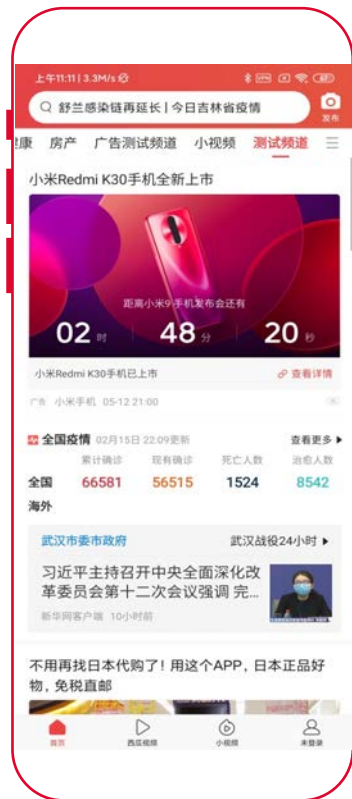 上午11:11 | 3.3M/s
舒兰感染链再延长 | 今日吉林省疫情
发布
健康 房产 广告测试频道 小视频 测试频道
小米Redmi K30手机全新上市
距离小米9手机发布会还有
02 时 48 分 20 秒
小米Redmi K30手机已上市 查看详情
广告 小米手机 05-12 21:00
全国疫情 02月15日 22:09更新 查看更多
累计确诊 现有确诊 死亡人数 治愈人数
全国 66581 56515 1524 8542
海外
武汉市委市政府 武汉战役24小时
习近平主持召开中央全面深化改
革委员会第十二次会议强调 完...
新华网客户端 10小时前
不用再找日本代购了！用这个APP，日本正品好
物，免税直邮
首页 西瓜视频 小视频 未登录